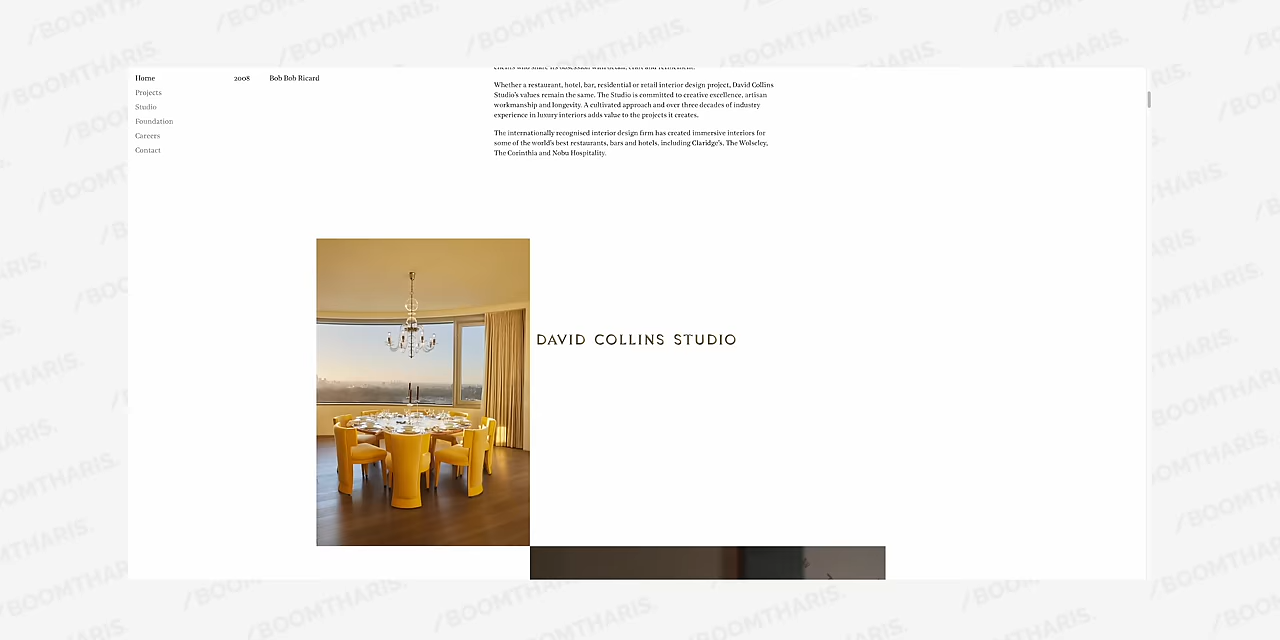 Home
Projects
Studio
Foundation
Careers
Contact
2008 Bob Bob Ricard
Whether a restaurant, hotel, bar, residential or retail interior design project, David Collins
Studio's values remain the same. The Studio is committed to creative excellence, artisan
workmanship and longevity. A cultivated approach and over three decades of industry
experience in luxury interiors adds value to the projects it creates.
The internationally recognised interior design firm has created immersive interiors for
some of the world's best restaurants, bars and hotels, including Claridge's, The Wolseley,
The Corinthia and Nobu Hospitality.
DAVID COLLINS STUDIO
/BOOMTHARIS.